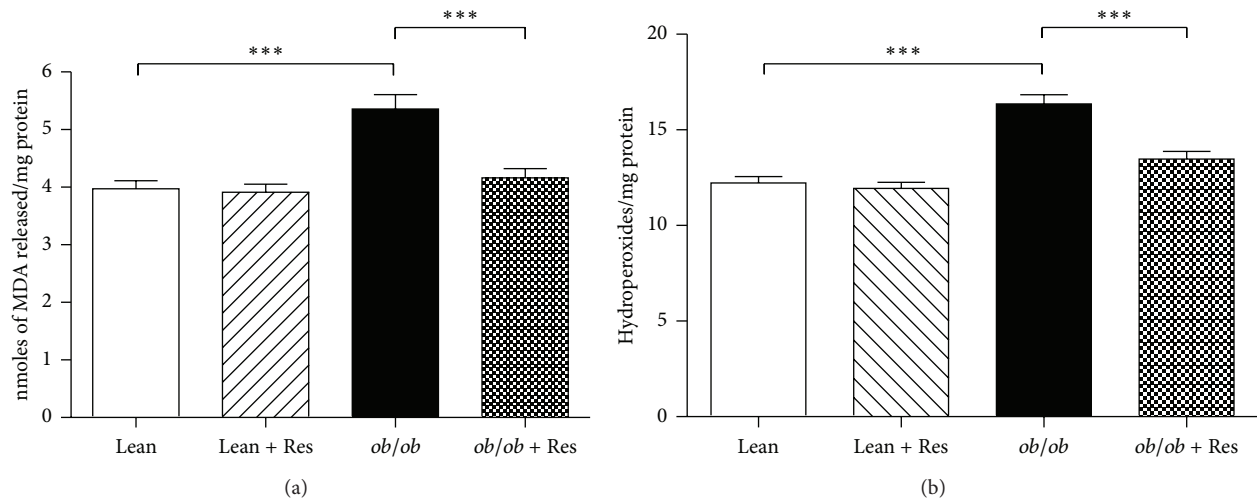 ***
***
6
5
4
3
2
1
0
nmoles of MDA released/mg protein
Lean
Lean + Res
ob/ob
ob/ob + Res
(a)
***
***
20
15
10
5
0
Hydroperoxides/mg protein
Lean
Lean + Res
ob/ob
ob/ob + Res
(b)